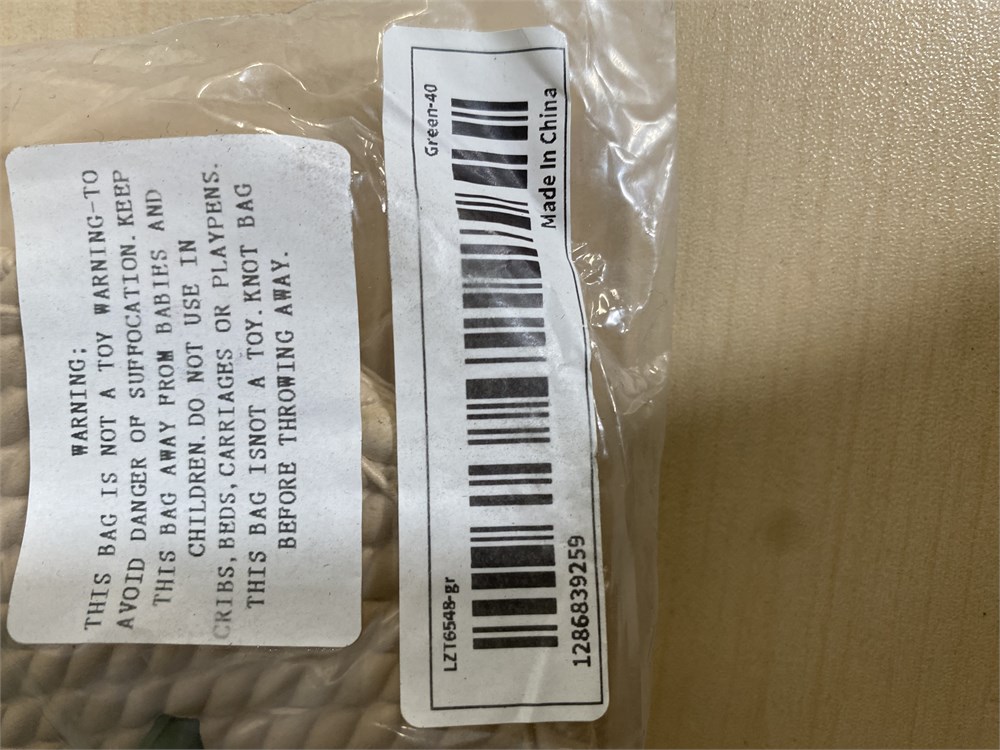 WARNING:
THIS BAG IS NOT A TOY WARNING-TO
AVOID DANGER OF SUFFOCATION. KEEP
THIS BAG AWAY FROM BABIES AND
CHILDREN. DO NOT USE IN
CRIBS, BEDS, CARRIAGES OR PLAYPENS.
THIS BAG ISNOT A TOY. KNOT BAG
BEFORE THROWING AWAY.
LZT6548-gr Green-40
1286839259 Made In China